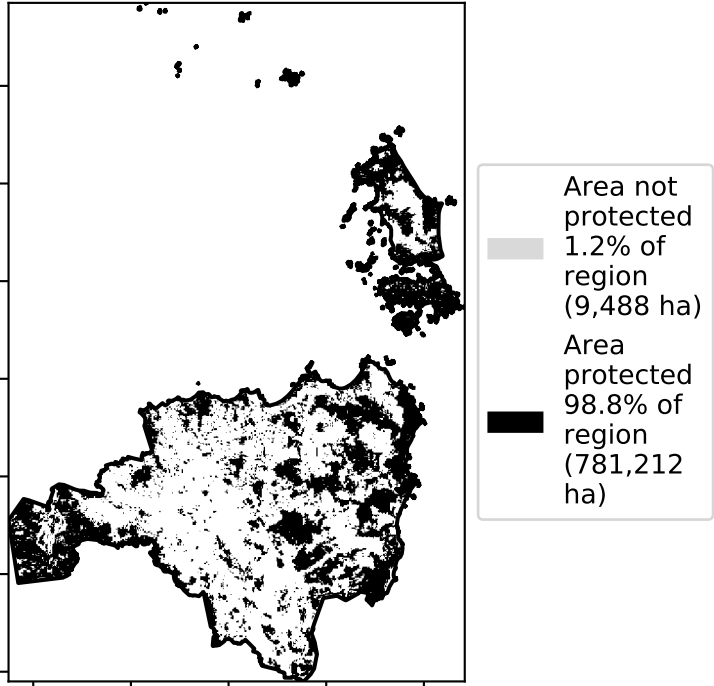 Area not
protected
1.2% of
region
(9,488 ha)
Area
protected
98.8% of
region
(781,212
ha)